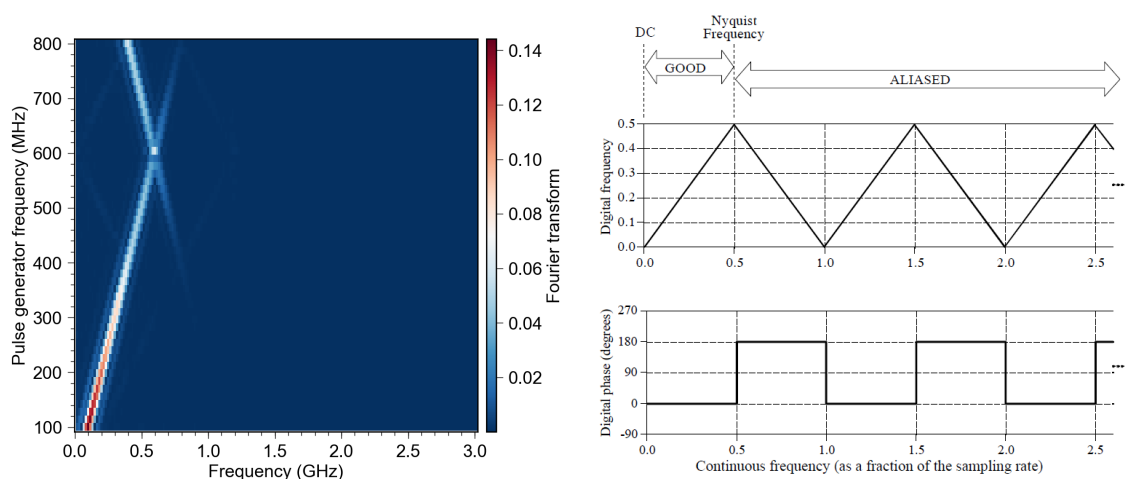 800
700
600
500
400
300
200
100
Pulse generator frequency (MHz)
0.0 0.5 1.0 1.5 2.0 2.5 3.0
Frequency (GHz)
0.14
0.12
0.10
0.08
0.06
0.04
0.02
Fourier transform
DC
Nyquist
Frequency
GOOD
ALIASED
0.5
0.4
0.3
0.2
0.1
0.0
Digital frequency
0.0 0.5 1.0 1.5 2.0 2.5
270
180
90
0
-90
Digital phase (degrees)
0.0 0.5 1.0 1.5 2.0 2.5
Continuous frequency (as a fraction of the sampling rate)